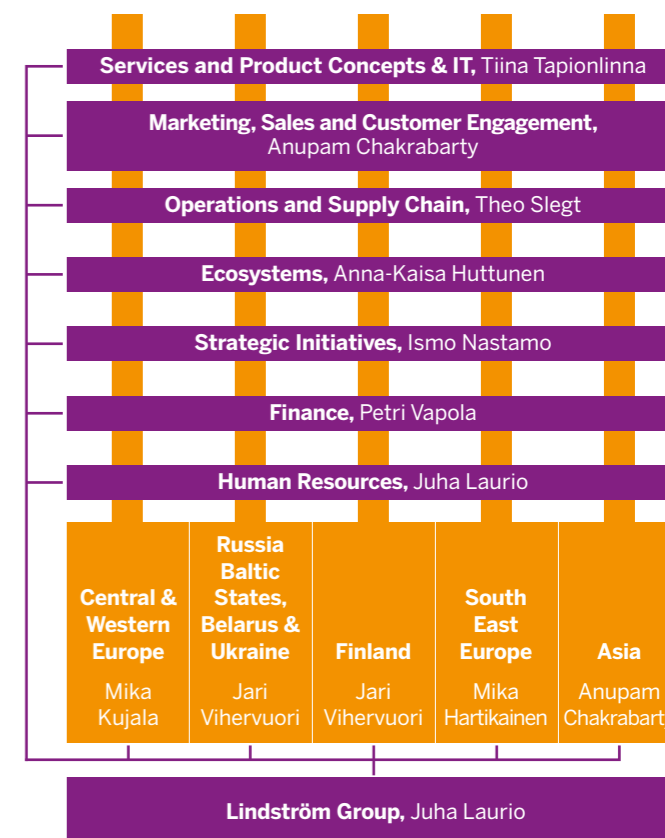 Services and Product Concepts & IT, Tiina Tapionlinna
Marketing, Sales and Customer Engagement,
Anupam Chakrabarty
Operations and Supply Chain, Theo Slegt
Ecosystems, Anna-Kaisa Huttunen
Strategic Initiatives, Ismo Nastamo
Finance, Petri Vapola
Human Resources, Juha Laurio
Central &
Western
Europe
Mika
Kujala
Russia
Baltic
States,
Belarus &
Ukraine
Jari
Vihervuori
Finland
Jari
Vihervuori
South
East
Europe
Mika
Hartikainen
Asia
Anupam
Chakrabarty
Lindström Group, Juha Laurio